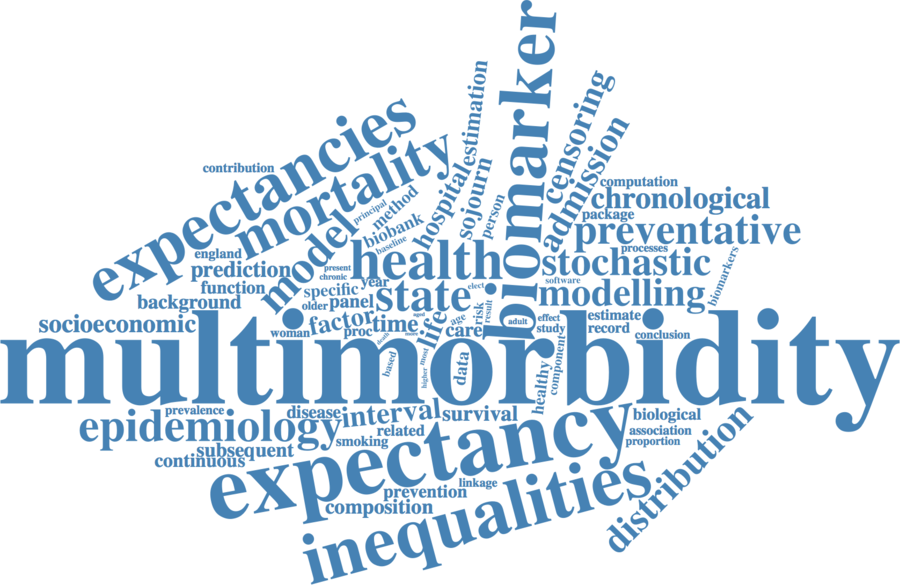 biomarker
expectancies
mortality
hospital
estimation
sojourn
person
censoring
admission
contribution
computation
chronological
package
preventative
processes
principal
method
biobank
baseline
model
england
prediction
function
background
socioeconomic
present
chronic
health
stochastic
specific
year
older
panel
state
elect
software
modelling
biomarkers
woman
factor
proc
time
death
more
aged
life
age
care
risk
result
adult
effect
study
estimate
record
conclusion
multimorbidity
based
higher
most
data
healthy
component
prevalence
epidemiology
disease
interval
survival
biological
subsequent
smoking
related
association
proportion
continuous
expectancy
distribution
linkage
prevention
composition
inequalities